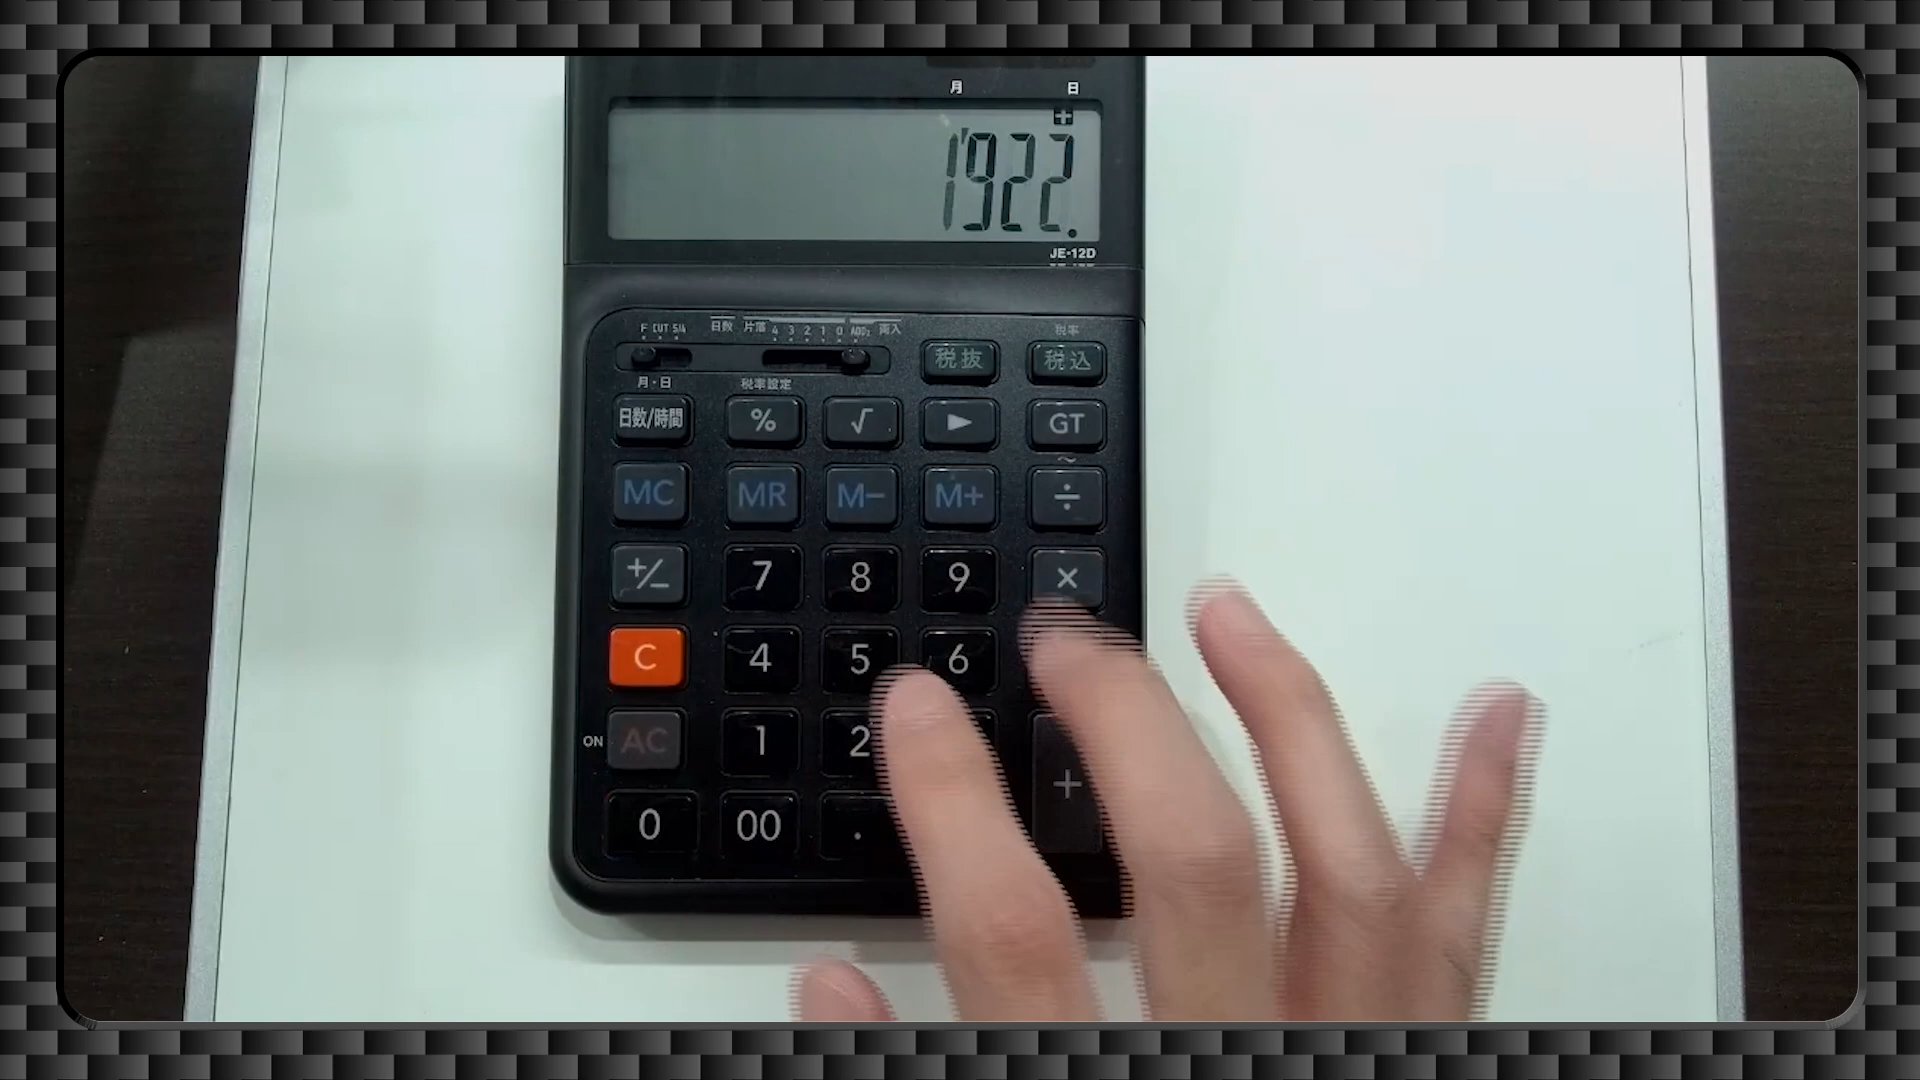 月 日
+
1'922.
JE-12D
F CUT 5/4 日数 片落 4 3 2 1 0 ADD₂ 両入 税率
税抜 税込
月・日 税率設定
日数/時間 % √ ▶ GT
MC MR M− M+ ÷
+/− 7 8 9 ×
C 4 5 6
ON AC 1 2 +
0 00 .